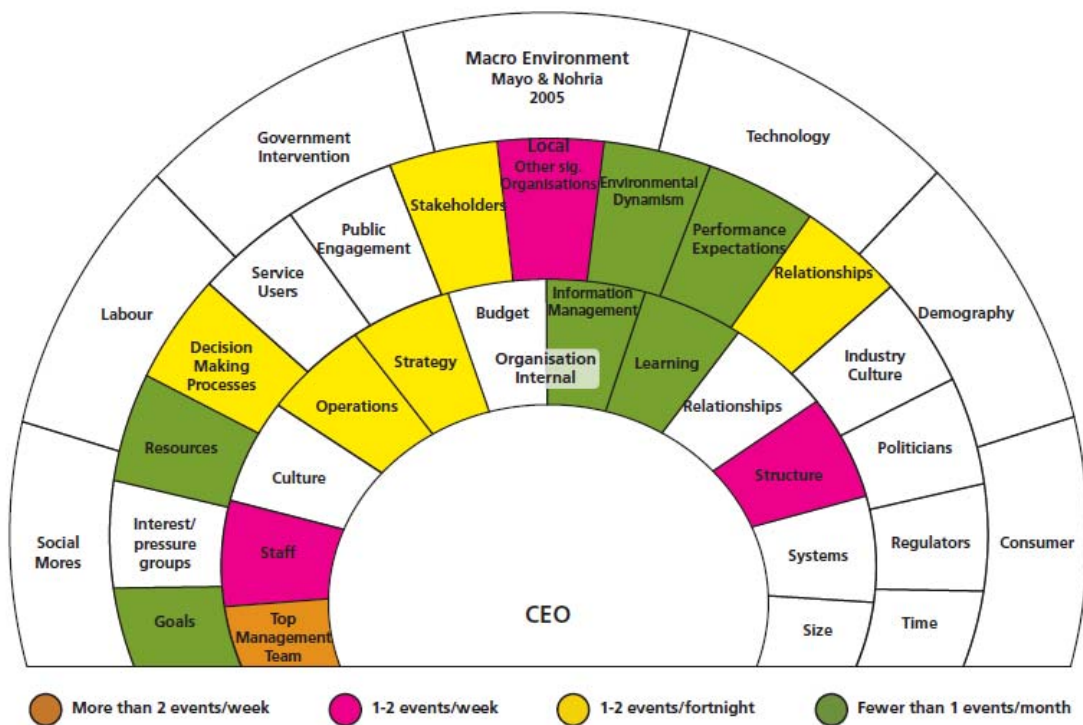 Macro Environment
Mayo & Nohria
2005
Government
Intervention
Technology
Labour
Demography
Social
Mores
Consumer
Local
Other sig.
Organisations
Stakeholders
Environmental
Dynamism
Public
Engagement
Performance
Expectations
Service
Users
Relationships
Decision
Making
Processes
Industry
Culture
Resources
Politicians
Interest/
pressure
groups
Regulators
Goals
Time
Budget
Information
Management
Organisation
Internal
Strategy
Learning
Operations
Relationships
Culture
Structure
Staff
Systems
Top
Management
Team
Size
CEO
More than 2 events/week
1-2 events/week
1-2 events/fortnight
Fewer than 1 events/month